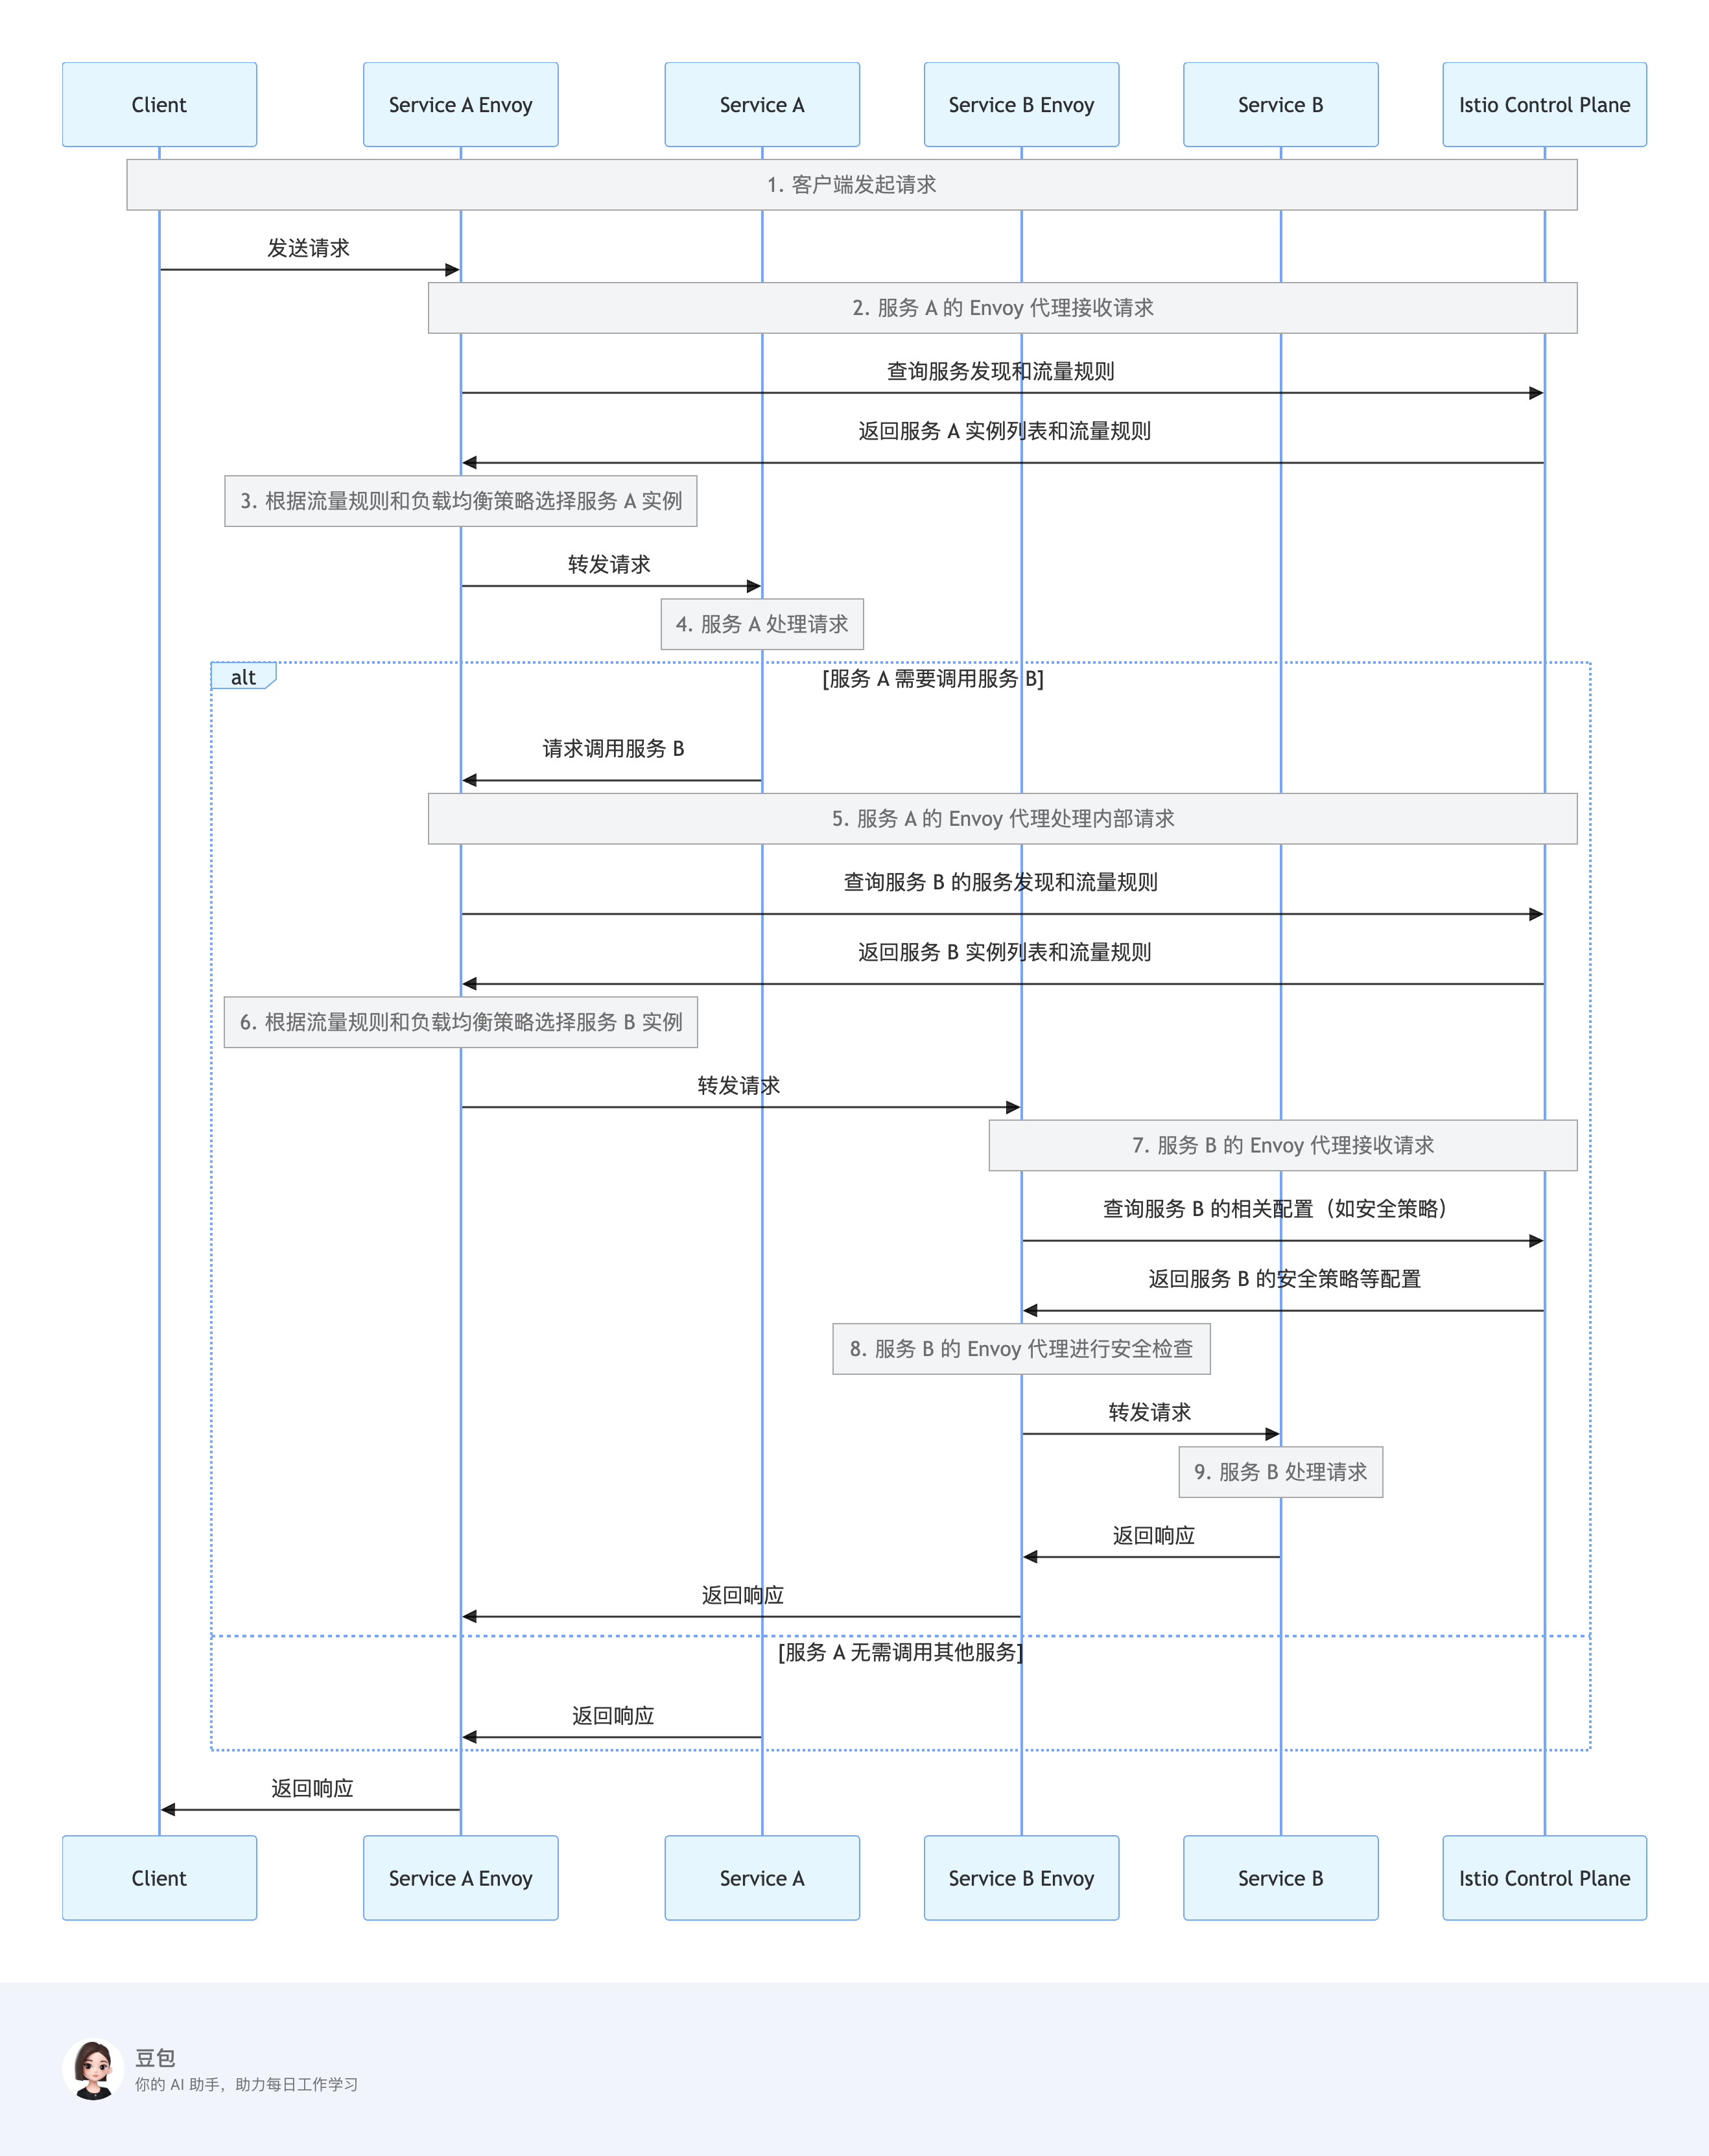 Client
Service A Envoy
Service A
Service B Envoy
Service B
Istio Control Plane
1. 客户端发起请求
发送请求
2. 服务 A 的 Envoy 代理接收请求
查询服务发现和流量规则
返回服务 A 实例列表和流量规则
3. 根据流量规则和负载均衡策略选择服务 A 实例
转发请求
4. 服务 A 处理请求
alt
[服务 A 需要调用服务 B]
请求调用服务 B
5. 服务 A 的 Envoy 代理处理内部请求
查询服务 B 的服务发现和流量规则
返回服务 B 实例列表和流量规则
6. 根据流量规则和负载均衡策略选择服务 B 实例
转发请求
7. 服务 B 的 Envoy 代理接收请求
查询服务 B 的相关配置（如安全策略）
返回服务 B 的安全策略等配置
8. 服务 B 的 Envoy 代理进行安全检查
转发请求
9. 服务 B 处理请求
返回响应
返回响应
[服务 A 无需调用其他服务]
返回响应
返回响应
Client
Service A Envoy
Service A
Service B Envoy
Service B
Istio Control Plane
豆包
你的 AI 助手，助力每日工作学习